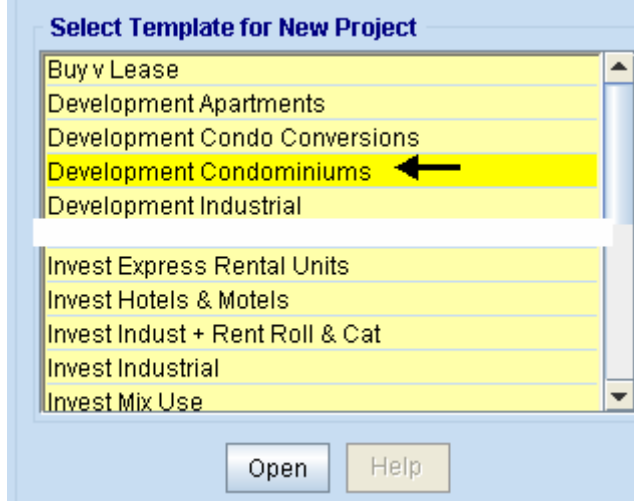 Select Template for New Project
Buy v Lease
Development Apartments
Development Condo Conversions
Development Condominiums
Development Industrial
Invest Express Rental Units
Invest Hotels & Motels
Invest Indust + Rent Roll & Cat
Invest Industrial
Invest Mix Use
Open Help